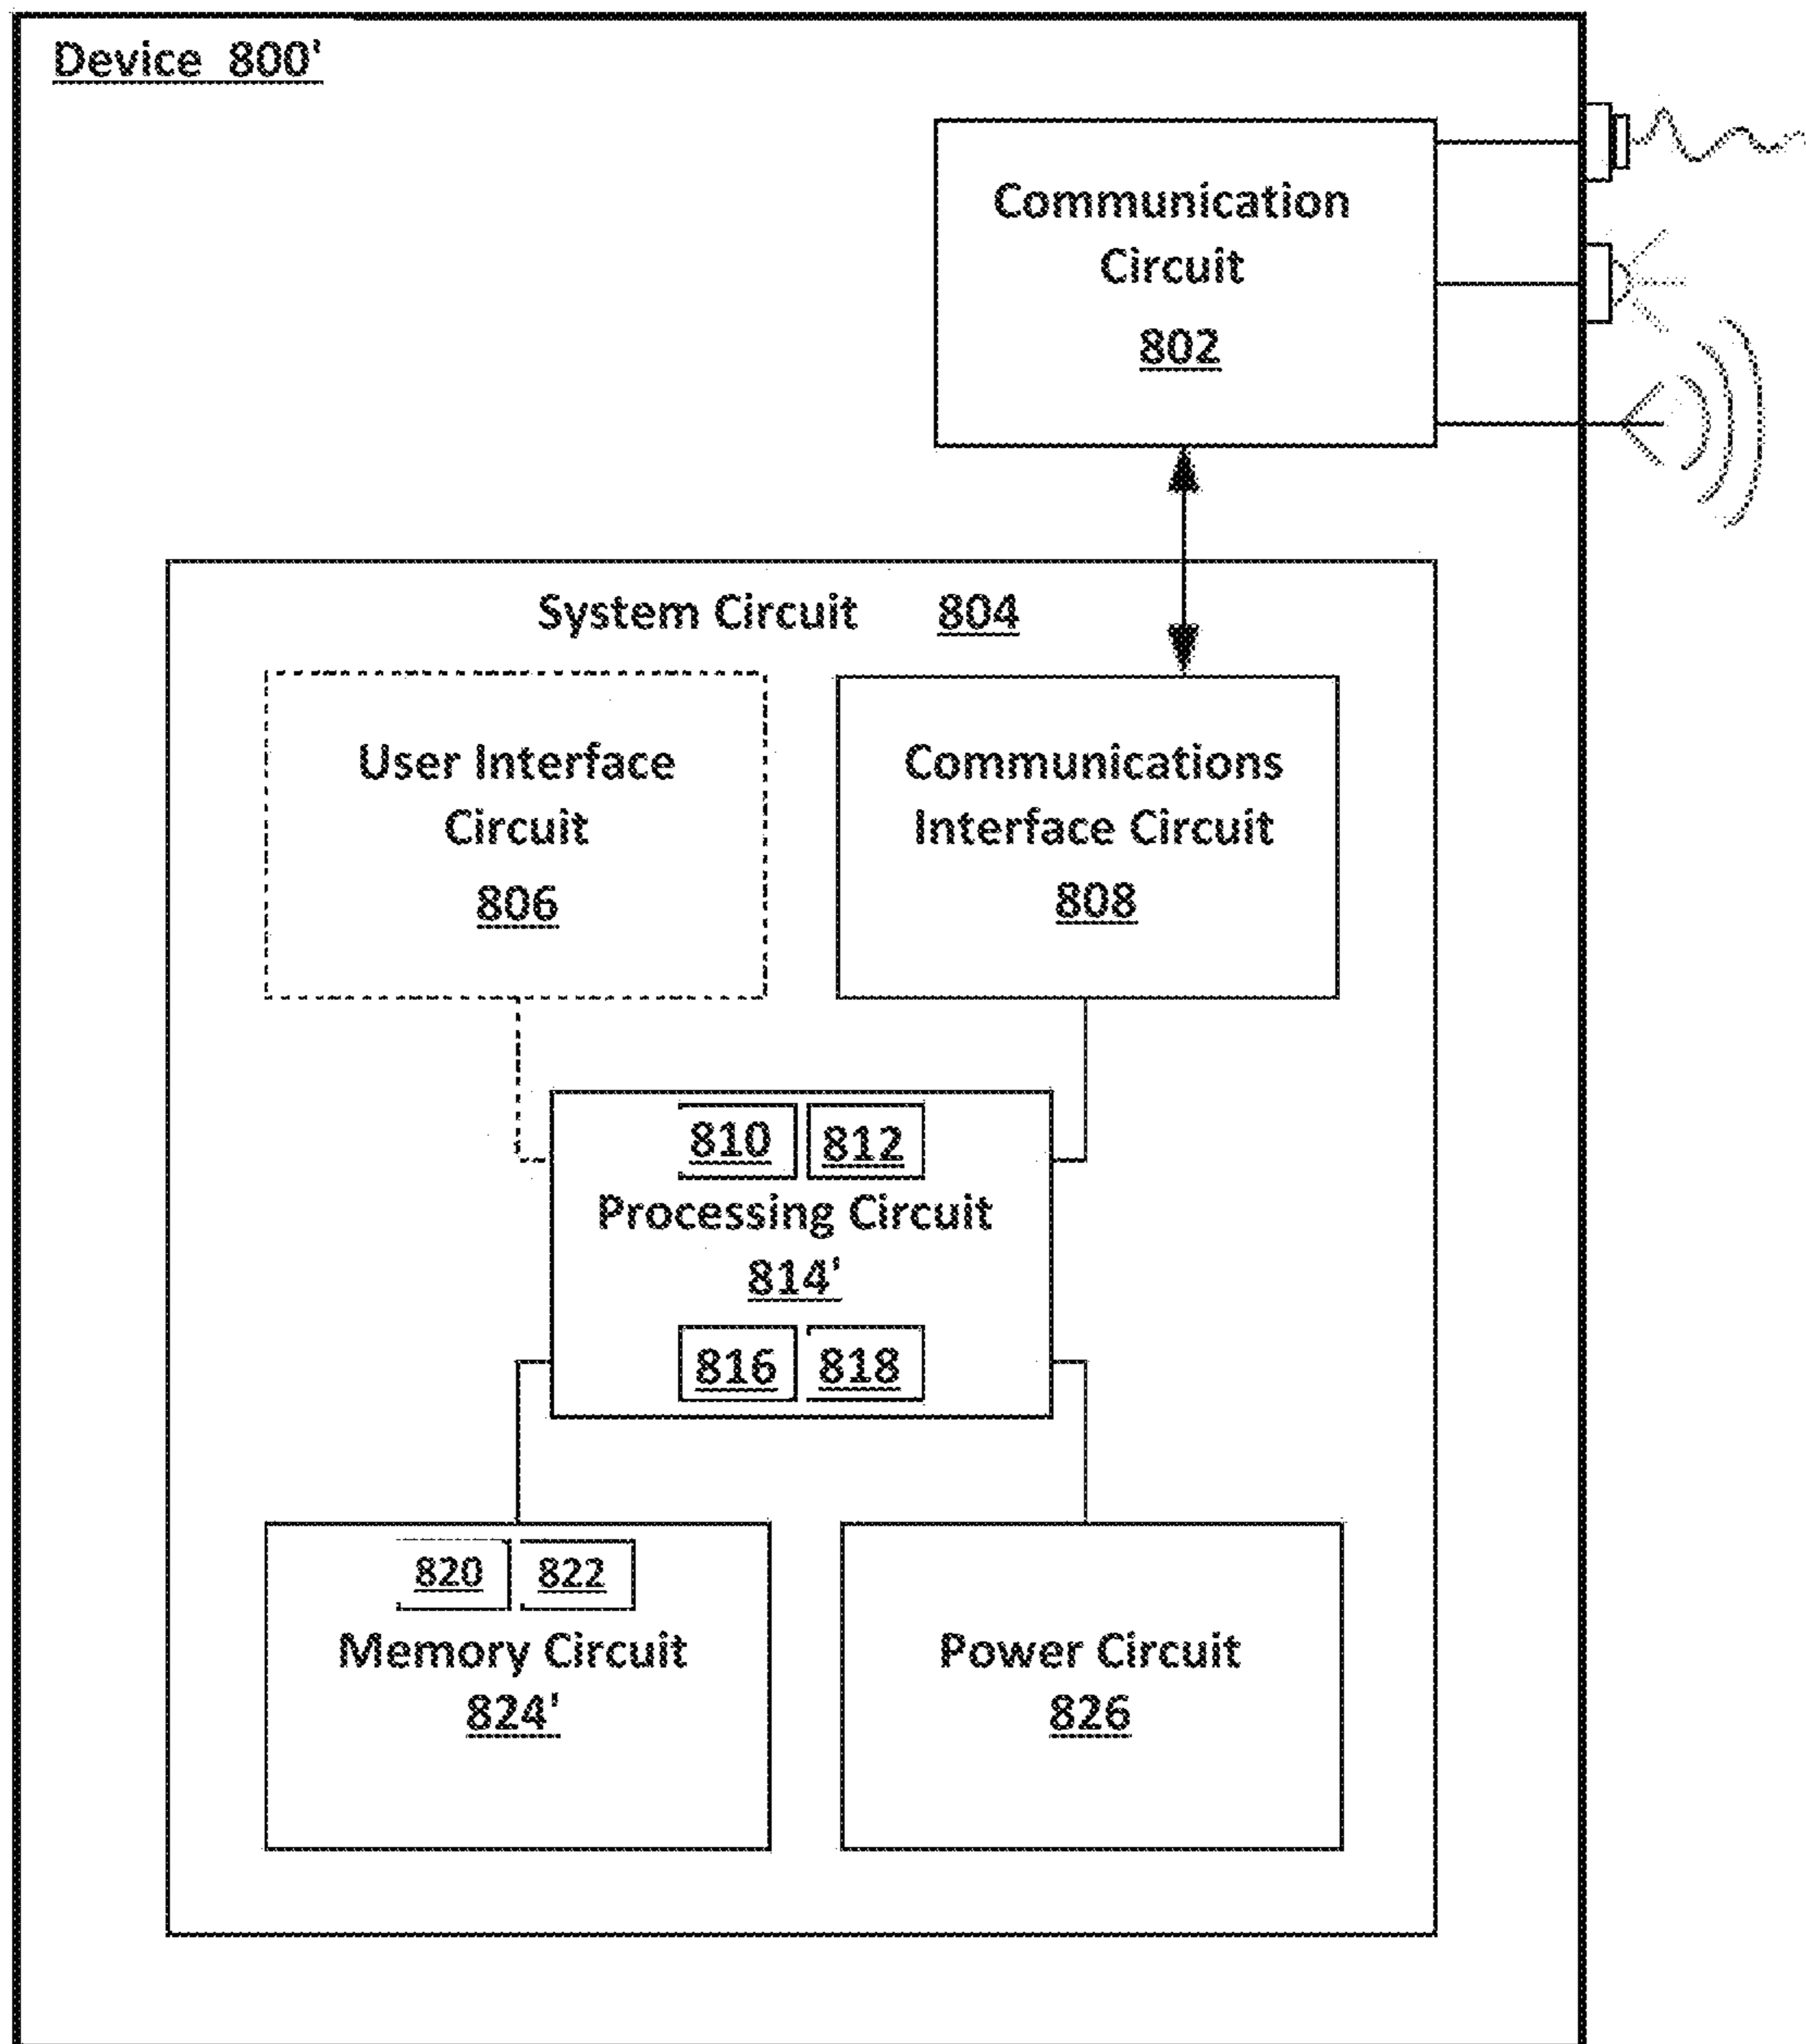 Device 800'
Communication
Circuit
802
System Circuit 804
User Interface
Circuit
806
Communications
Interface Circuit
808
810 812
Processing Circuit
814'
816 818
820 822
Memory Circuit
824'
Power Circuit
826